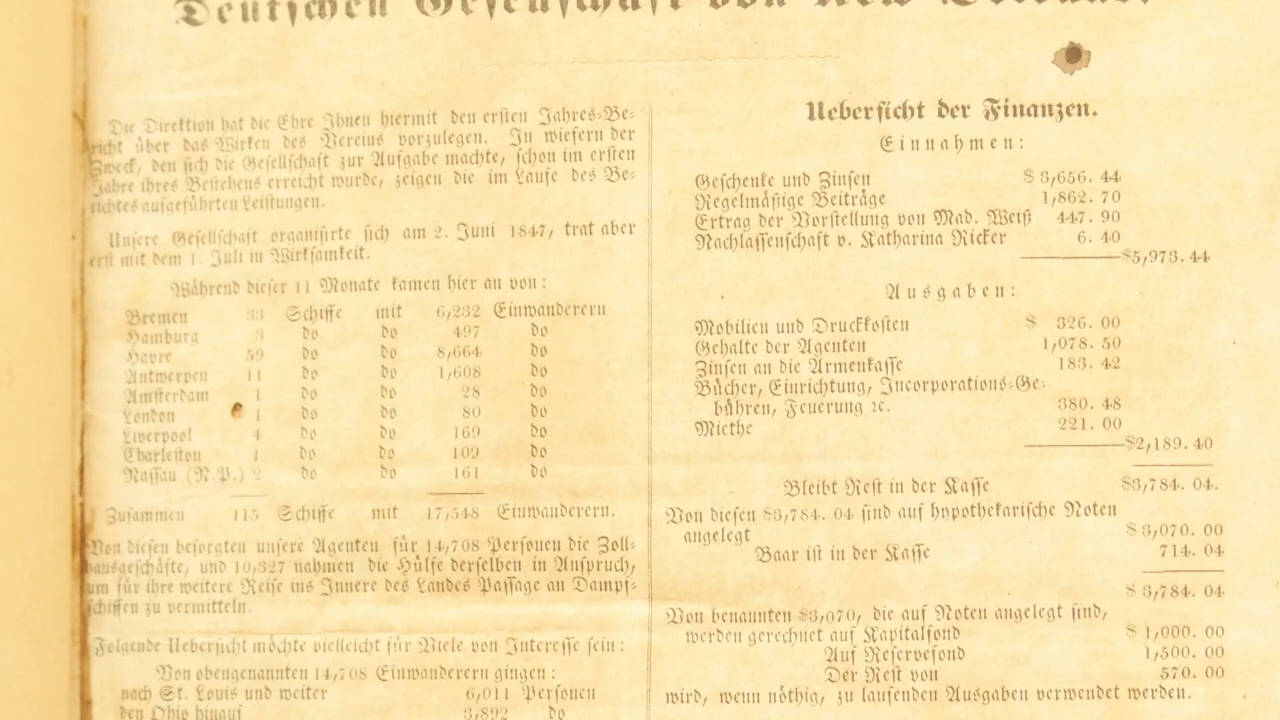 Deutschen Gesellschaft von New Orleans.
Die Direktion hat die Ehre Ihnen hiermit den ersten Jahres-Be-
richt über das Wirken des Vereins vorzulegen. In wiefern der
Zweck, den sich die Gesellschaft zur Aufgabe machte, schon im ersten
Jahre ihres Bestehens erreicht wurde, zeigen die im Laufe des Be-
richtes aufgeführten Leistungen.
Unsere Gesellschaft organisirte sich am 2. Juni 1847, trat aber
erst mit dem 1. Juli in Wirksamkeit.
Während dieser 11 Monate kamen hier an von:
Bremen 33 Schiffe mit 6,232 Einwanderern
Hamburg 3 do do 497 do
Havre 59 do do 8,664 do
Antwerpen 11 do do 1,608 do
Amsterdam 1 do do 28 do
London 1 do do 80 do
Liverpool 4 do do 169 do
Charleston 1 do do 109 do
Nassau (N.P.) 2 do do 161 do
Zusammen 115 Schiffe mit 17,548 Einwanderern.
Von diesen besorgten unsere Agenten für 14,708 Personen die Zoll-
hausgeschäfte, und 10,327 nahmen die Hülfe derselben in Anspruch,
um für ihre weitere Reise ins Innere des Landes Passage an Dampf-
schiffen zu vermitteln.
Folgende Uebersicht möchte vielleicht für Viele von Interesse sein:
Von obengenannten 14,708 Einwanderern gingen:
nach St. Louis und weiter 6,011 Personen
den Ohio hinauf 3,892 do
Uebersicht der Finanzen.
Einnahmen:
Geschenke und Zinsen $ 3,656. 44
Regelmäßige Beiträge 1,862. 70
Ertrag der Vorstellung von Mad. Weiß 447. 90
Nachlassenschaft v. Katharina Ricker 6. 40
$5,973. 44
Ausgaben:
Mobilien und Druckkosten $ 326. 00
Gehalte der Agenten 1,078. 50
Zinsen an die Armenkasse 183. 42
Bücher, Einrichtung, Incorporations-Ge-
bühren, Feuerung ꝛc. 380. 48
Miethe 221. 00
$2,189. 40
Bleibt Rest in der Kasse $3,784. 04.
Von diesen $3,784. 04 sind auf hypothekarische Noten
angelegt $ 3,070. 00
Baar ist in der Kasse 714. 04
$ 3,784. 04
Von benannten $3,070, die auf Noten angelegt sind,
werden gerechnet auf Kapitalfond $ 1,000. 00
Auf Reservefond 1,500. 00
Der Rest von 570. 00
wird, wenn nöthig, zu laufenden Ausgaben verwendet werden.